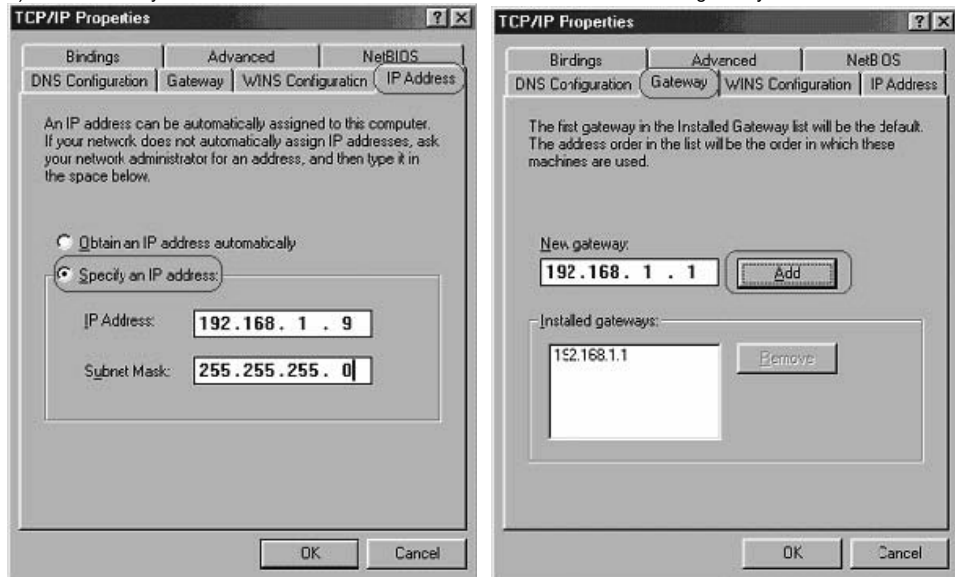 TCP/IP Properties
Bindings Advanced NetBIOS
DNS Configuration Gateway WINS Configuration IP Address
An IP address can be automatically assigned to this computer.
If your network does not automatically assign IP addresses, ask
your network administrator for an address, and then type it in
the space below.
Obtain an IP address automatically
Specify an IP address:
IP Address: 192.168. 1 . 9
Subnet Mask: 255.255.255. 0
OK Cancel
TCP/IP Properties
Bindings Advanced NetBIOS
DNS Configuration Gateway WINS Configuration IP Address
The first gateway in the Installed Gateway list will be the default.
The address order in the list will be the order in which these
machines are used.
New gateway:
192.168. 1 . 1 Add
Installed gateways:
192.168.1.1 Remove
OK Cancel